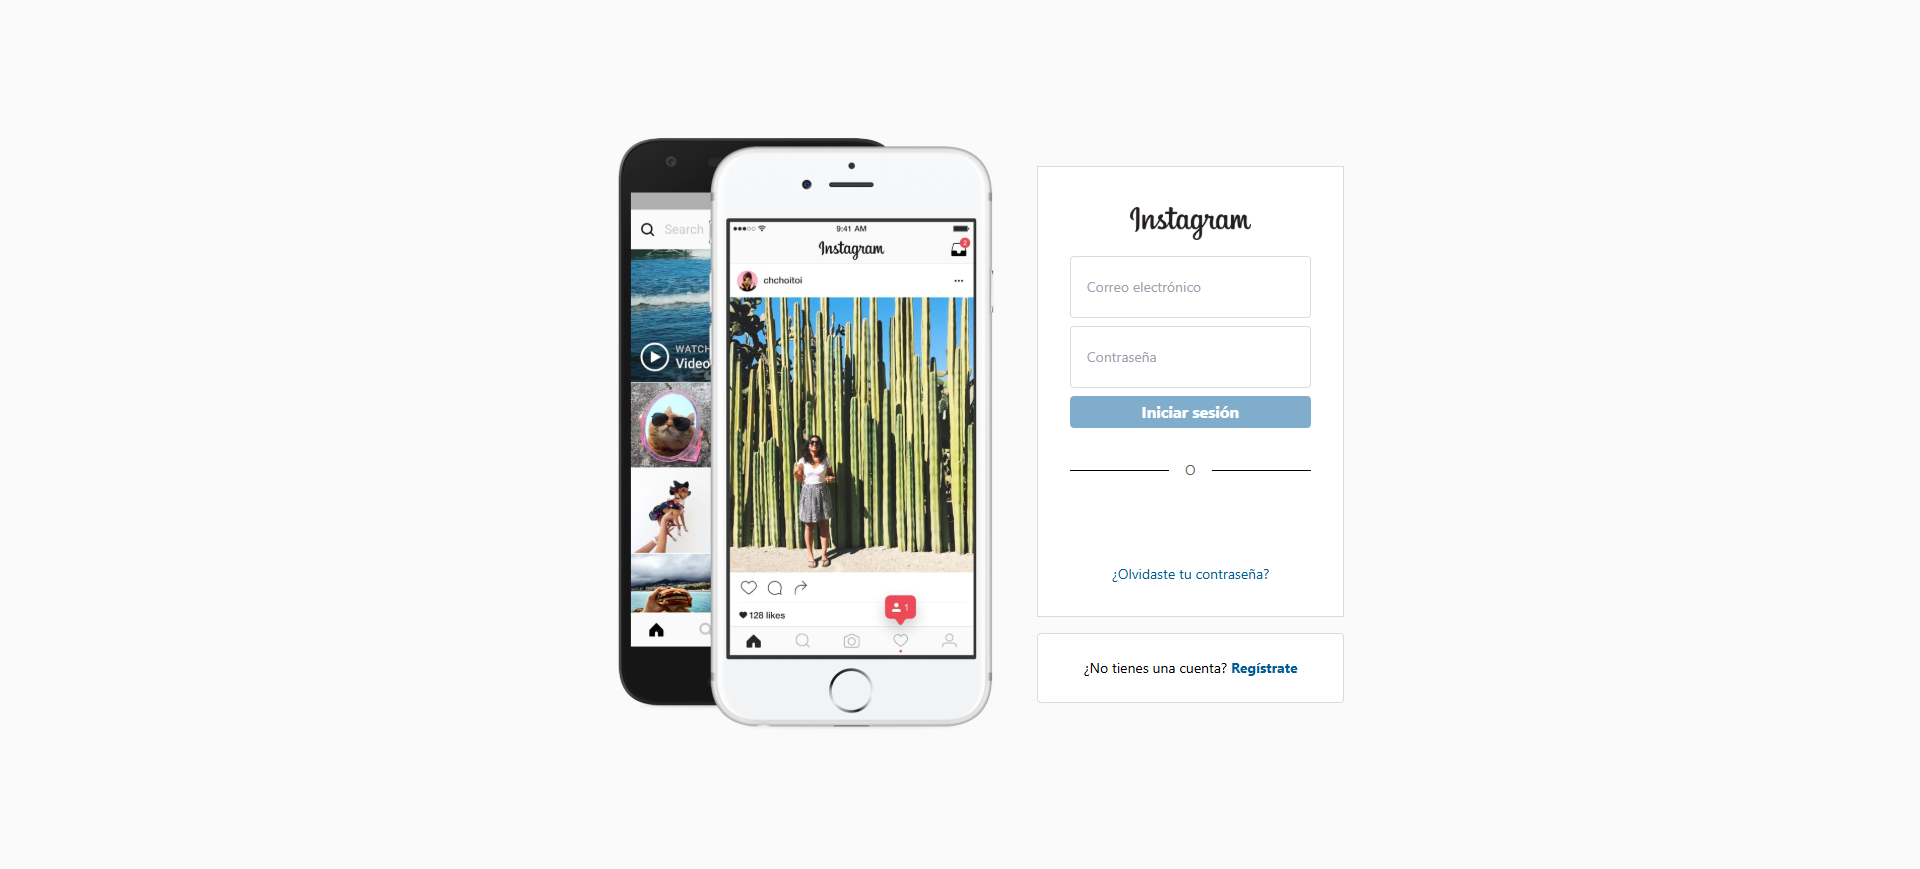 Search
WATCH
Video
9:41 AM
Instagram
2
chchoitoi
128 likes
1
Instagram
Correo electrónico
Contraseña
Iniciar sesión
O
¿Olvidaste tu contraseña?
¿No tienes una cuenta? Regístrate